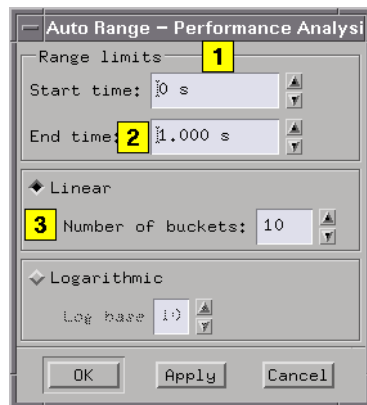 Auto Range – Performance Analysi
Range limits 1
Start time: 0 s
End time: 2 1.000 s
Linear
3 Number of buckets: 10
Logarithmic
Log base 10
OK Apply Cancel